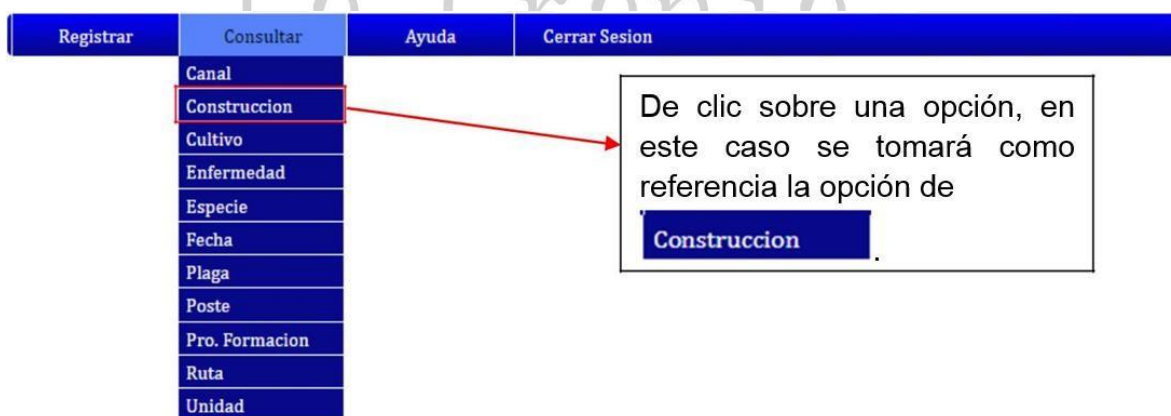 Registrar Consultar Ayuda Cerrar Sesion
Canal
Construccion
Cultivo
Enfermedad
Especie
Fecha
Plaga
Poste
Pro. Formacion
Ruta
Unidad
De clic sobre una opción, en
este caso se tomará como
referencia la opción de
Construccion .